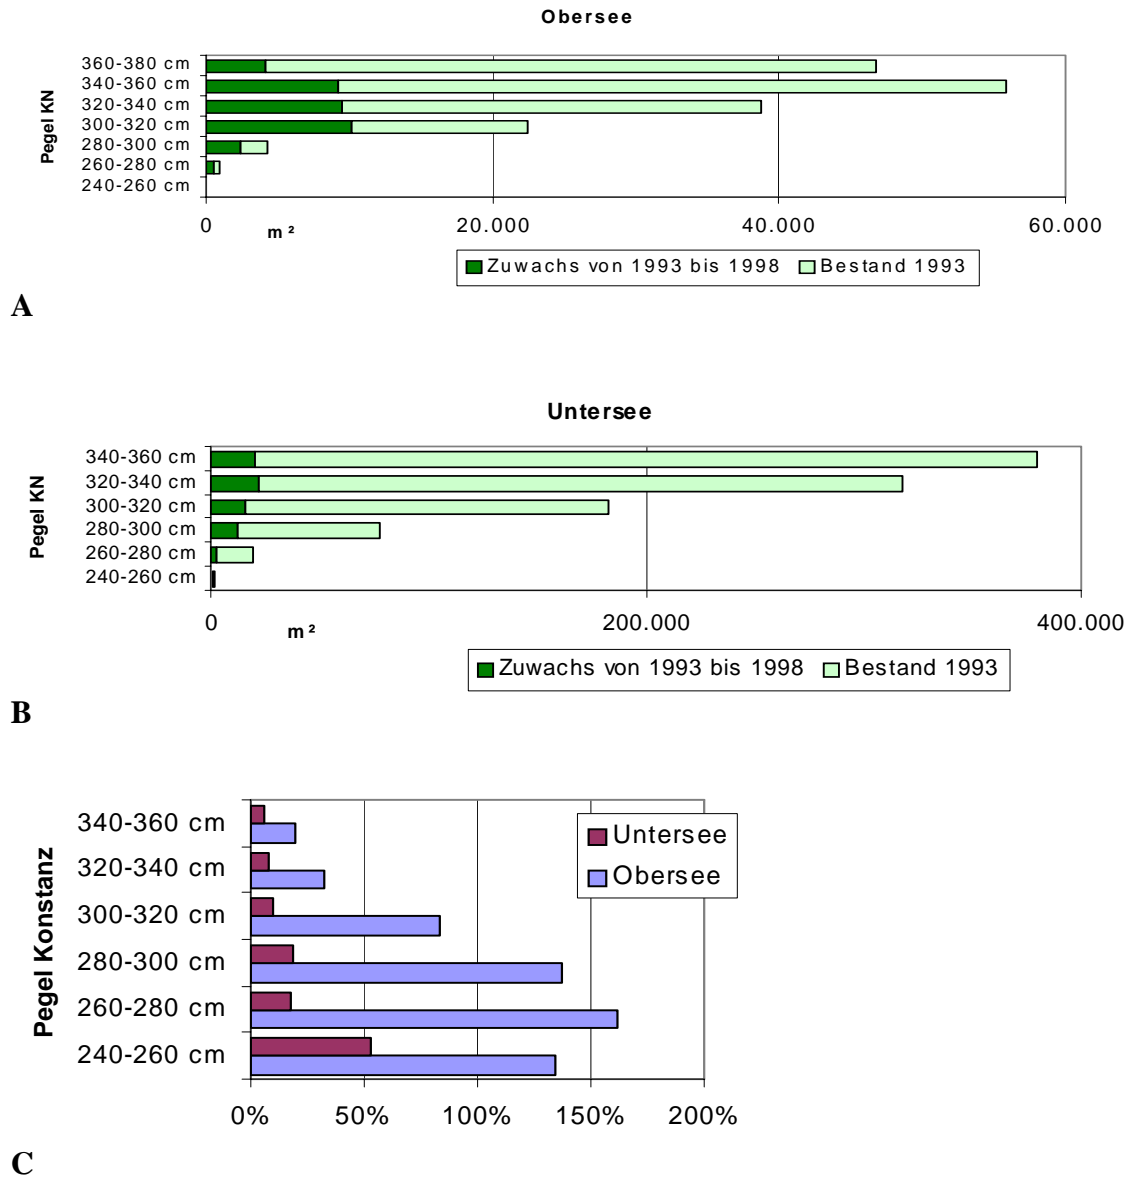 Obersee
Pegel KN
360-380 cm
340-360 cm
320-340 cm
300-320 cm
280-300 cm
260-280 cm
240-260 cm
0 20.000 40.000 60.000
m²
Zuwachs von 1993 bis 1998 Bestand 1993
A
Untersee
Pegel KN
340-360 cm
320-340 cm
300-320 cm
280-300 cm
260-280 cm
240-260 cm
0 200.000 400.000
m²
Zuwachs von 1993 bis 1998 Bestand 1993
B
Pegel Konstanz
340-360 cm
320-340 cm
300-320 cm
280-300 cm
260-280 cm
240-260 cm
Untersee
Obersee
0% 50% 100% 150% 200%
C